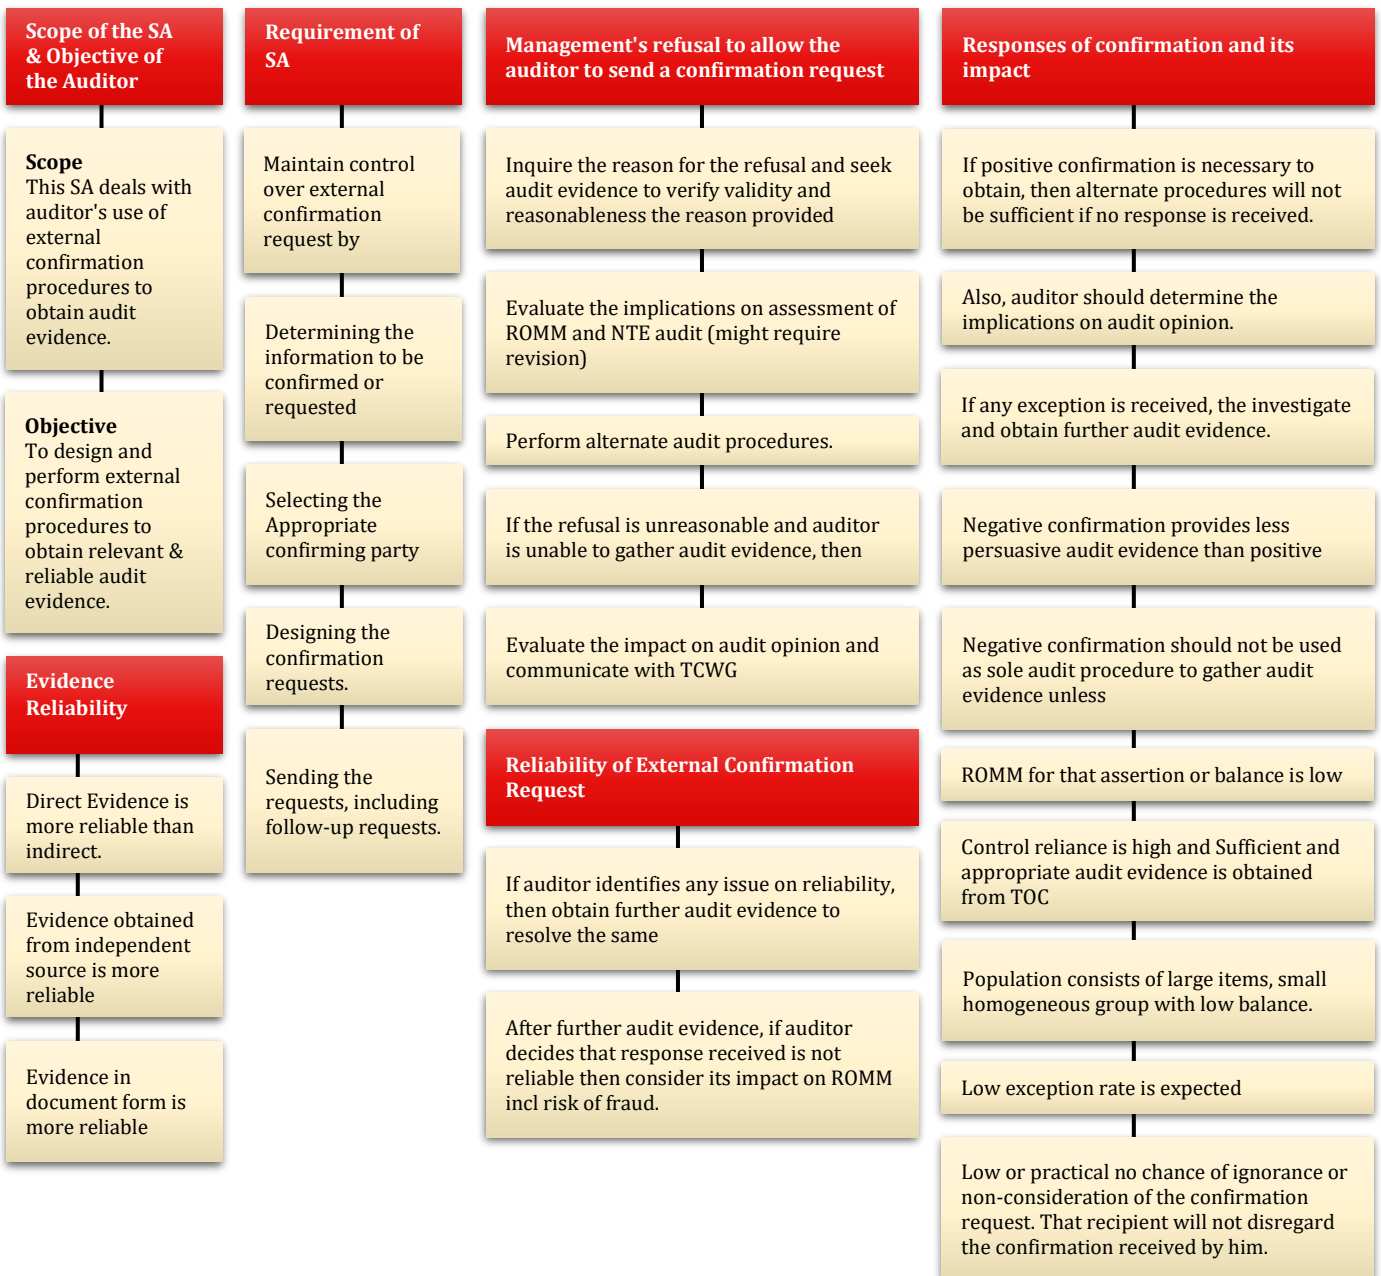 Scope of the SA
& Objective of
the Auditor
Scope
This SA deals with
auditor's use of
external
confirmation
procedures to
obtain audit
evidence.
Objective
To design and
perform external
confirmation
procedures to
obtain relevant &
reliable audit
evidence.
Evidence
Reliability
Direct Evidence is
more reliable than
indirect.
Evidence obtained
from independent
source is more
reliable
Evidence in
document form is
more reliable
Requirement of
SA
Maintain control
over external
confirmation
request by
Determining the
information to be
confirmed or
requested
Selecting the
Appropriate
confirming party
Designing the
confirmation
requests.
Sending the
requests, including
follow-up requests.
Management's refusal to allow the
auditor to send a confirmation request
Inquire the reason for the refusal and seek
audit evidence to verify validity and
reasonableness the reason provided
Evaluate the implications on assessment of
ROMM and NTE audit (might require
revision)
Perform alternate audit procedures.
If the refusal is unreasonable and auditor
is unable to gather audit evidence, then
Evaluate the impact on audit opinion and
communicate with TCWG
Reliability of External Confirmation
Request
If auditor identifies any issue on reliability,
then obtain further audit evidence to
resolve the same
After further audit evidence, if auditor
decides that response received is not
reliable then consider its impact on ROMM
incl risk of fraud.
Responses of confirmation and its
impact
If positive confirmation is necessary to
obtain, then alternate procedures will not
be sufficient if no response is received.
Also, auditor should determine the
implications on audit opinion.
If any exception is received, the investigate
and obtain further audit evidence.
Negative confirmation provides less
persuasive audit evidence than positive
Negative confirmation should not be used
as sole audit procedure to gather audit
evidence unless
ROMM for that assertion or balance is low
Control reliance is high and Sufficient and
appropriate audit evidence is obtained
from TOC
Population consists of large items, small
homogeneous group with low balance.
Low exception rate is expected
Low or practical no chance of ignorance or
non-consideration of the confirmation
request. That recipient will not disregard
the confirmation received by him.